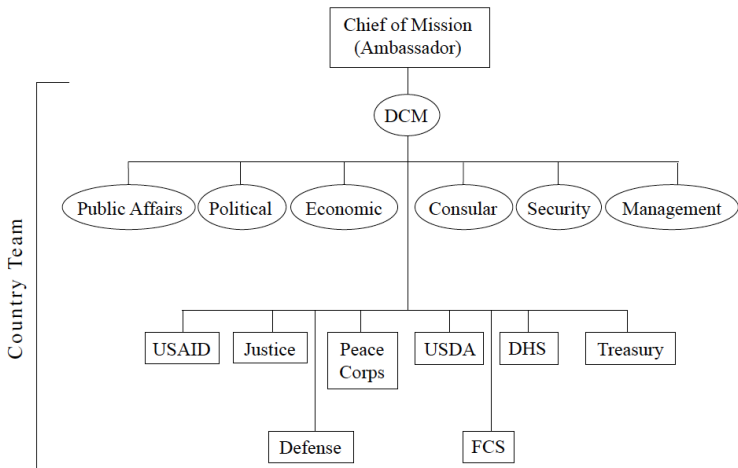 Chief of Mission
(Ambassador)
DCM
Public Affairs
Political
Economic
Consular
Security
Management
Country Team
USAID
Justice
Peace
Corps
USDA
DHS
Treasury
Defense
FCS